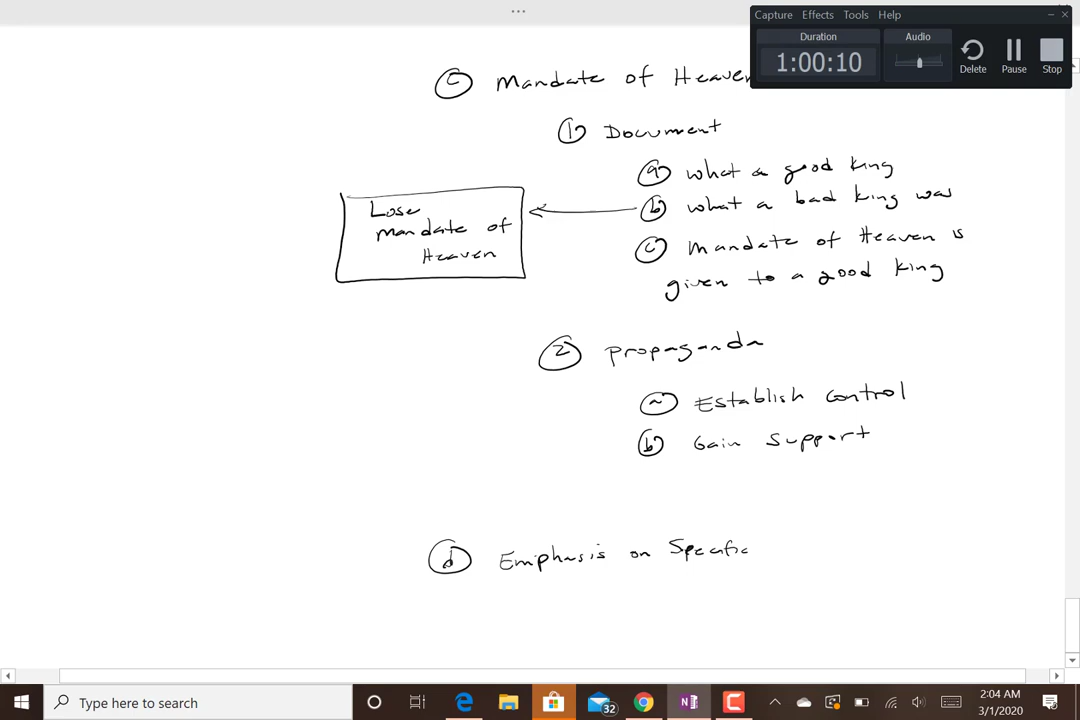 Capture Effects Tools Help
Duration
Audio
1:00:10
Delete
Pause
Stop
c Mandate of Heaven
1 Document
a what a good king
b what a bad king was
Lose
mandate of
Heaven
c Mandate of Heaven is
given to a good king
2 Propaganda
a Establish control
b Gain support
d Emphasis on Specific
Type here to search
32
2:04 AM
3/1/2020